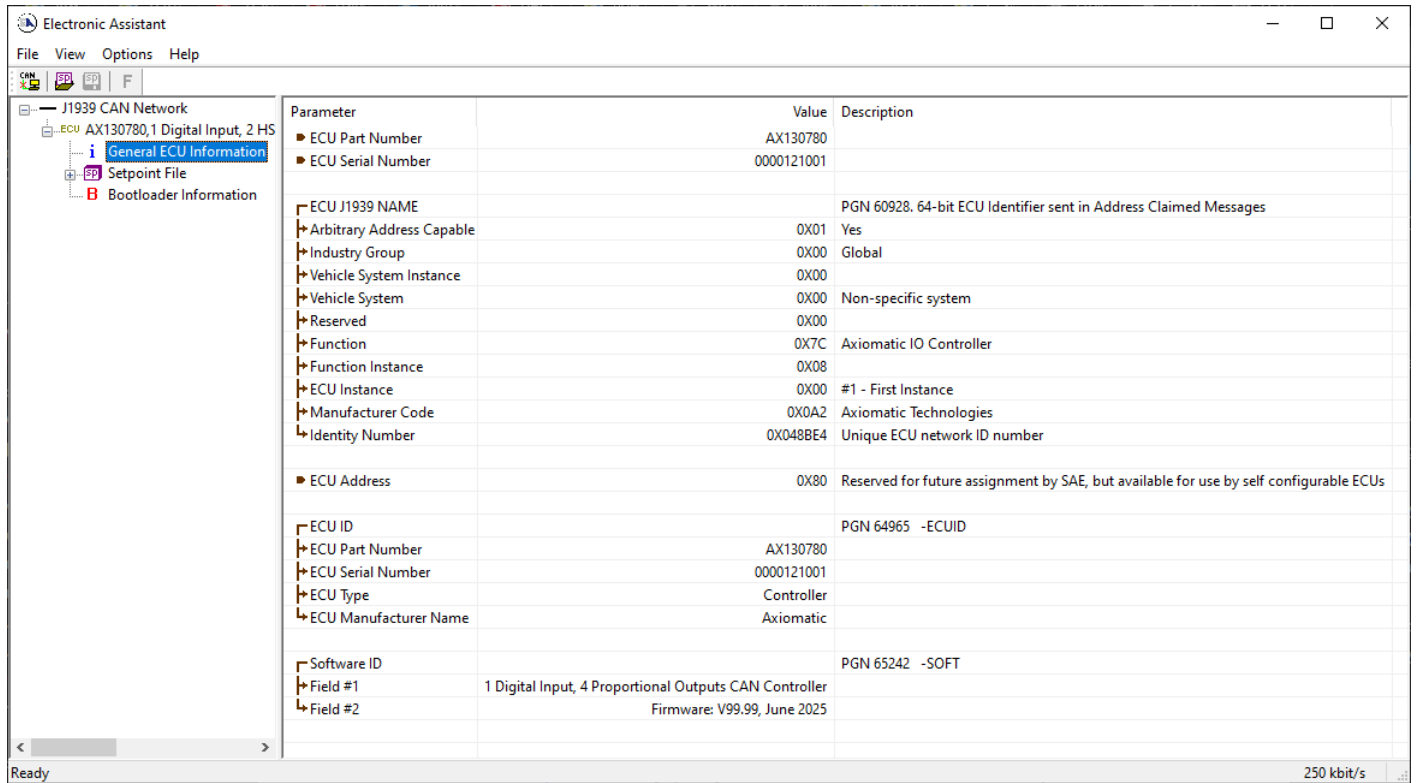 Electronic Assistant
File View Options Help
CAN SP SP F
J1939 CAN Network
ECU AX130780,1 Digital Input, 2 HS
i General ECU Information
SP Setpoint File
B Bootloader Information
Parameter Value Description
ECU Part Number AX130780
ECU Serial Number 0000121001
ECU J1939 NAME PGN 60928. 64-bit ECU Identifier sent in Address Claimed Messages
Arbitrary Address Capable 0X01 Yes
Industry Group 0X00 Global
Vehicle System Instance 0X00
Vehicle System 0X00 Non-specific system
Reserved 0X00
Function 0X7C Axiomatic IO Controller
Function Instance 0X08
ECU Instance 0X00 #1 - First Instance
Manufacturer Code 0X0A2 Axiomatic Technologies
Identity Number 0X048BE4 Unique ECU network ID number
ECU Address 0X80 Reserved for future assignment by SAE, but available for use by self configurable ECUs
ECU ID PGN 64965 -ECUID
ECU Part Number AX130780
ECU Serial Number 0000121001
ECU Type Controller
ECU Manufacturer Name Axiomatic
Software ID PGN 65242 -SOFT
Field #1 1 Digital Input, 4 Proportional Outputs CAN Controller
Field #2 Firmware: V99.99, June 2025
Ready 250 kbit/s